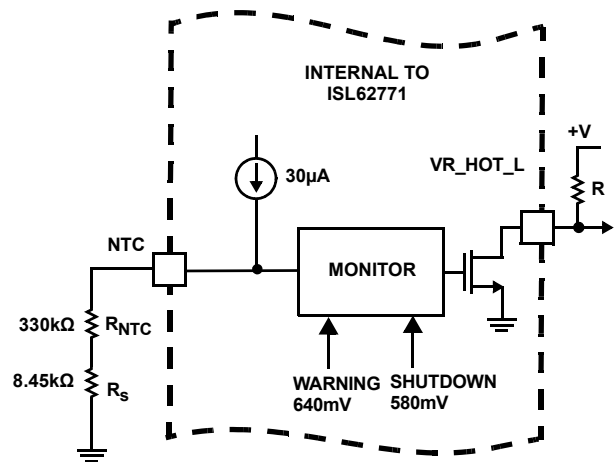 INTERNAL TO
ISL62771
+V
VR_HOT_L
30µA
R
NTC
MONITOR
330kΩ
RNTC
8.45kΩ
Rs
WARNING
640mV
SHUTDOWN
580mV